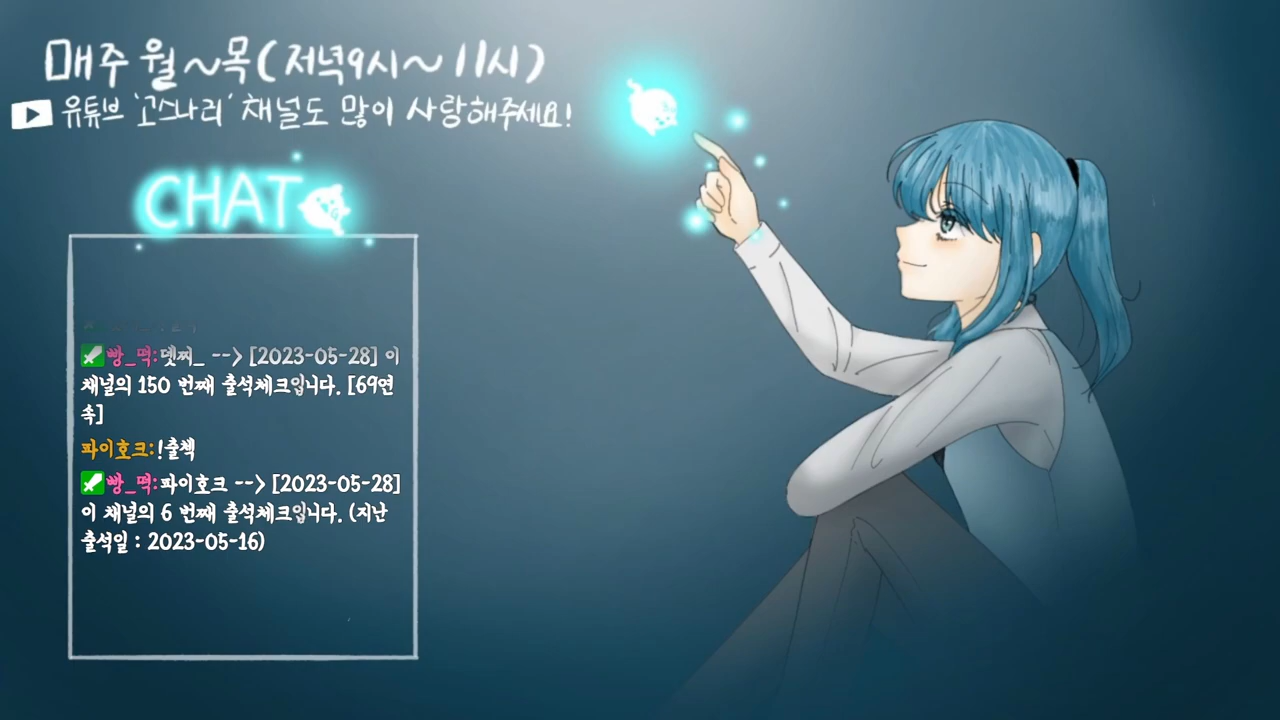 매주 월~목(저녁9시~11시)
유튜브 '고스나리' 채널도 많이 사랑해주세요!
CHAT
빵_떡:뎃찌_ --> [2023-05-28] 이
채널의 150 번째 출석체크입니다. [69연
속]
파이호크:!출첵
빵_떡:파이호크 --> [2023-05-28]
이 채널의 6 번째 출석체크입니다. (지난
출석일 : 2023-05-16)